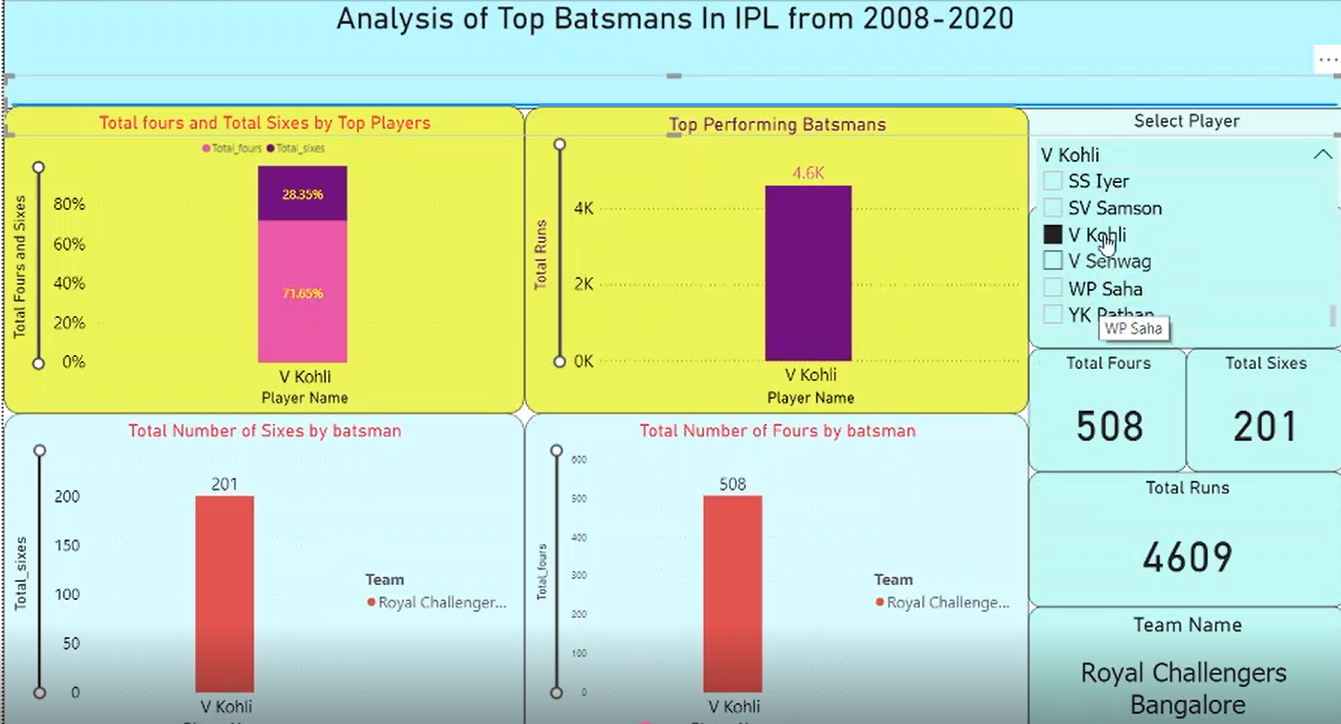 Analysis of Top Batsmans In IPL from 2008-2020
...
Total fours and Total Sixes by Top Players
Total_fours Total_sixes
Total Fours and Sixes
80%
60%
40%
20%
0%
28.35%
71.65%
V Kohli
Player Name
Top Performing Batsmans
Total Runs
4K
2K
0K
4.6K
V Kohli
Player Name
Select Player
V Kohli
SS Iyer
SV Samson
V Kohli
V Sehwag
WP Saha
YK Pathan
WP Saha
Total Fours
508
Total Sixes
201
Total Runs
4609
Team Name
Royal Challengers
Bangalore
Total Number of Sixes by batsman
Total_sixes
200
150
100
50
0
201
V Kohli
Team
Royal Challenger...
Total Number of Fours by batsman
Total_fours
600
500
400
300
200
100
0
508
V Kohli
Team
Royal Challenge...